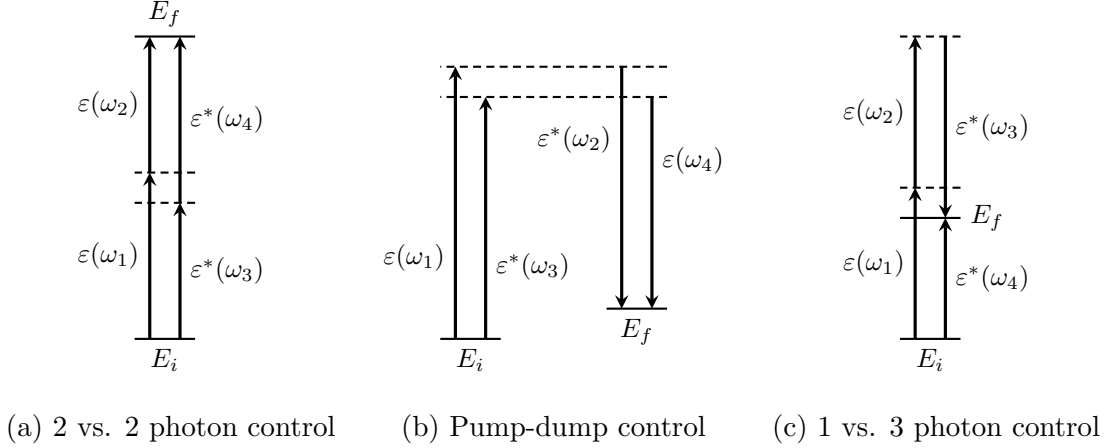 E_f
ε(ω_2)
ε*(ω_4)
ε(ω_1)
ε*(ω_3)
E_i
(a) 2 vs. 2 photon control
ε*(ω_2)
ε(ω_4)
ε(ω_1)
ε*(ω_3)
E_f
E_i
(b) Pump-dump control
ε(ω_2)
ε*(ω_3)
E_f
ε(ω_1)
ε*(ω_4)
E_i
(c) 1 vs. 3 photon control